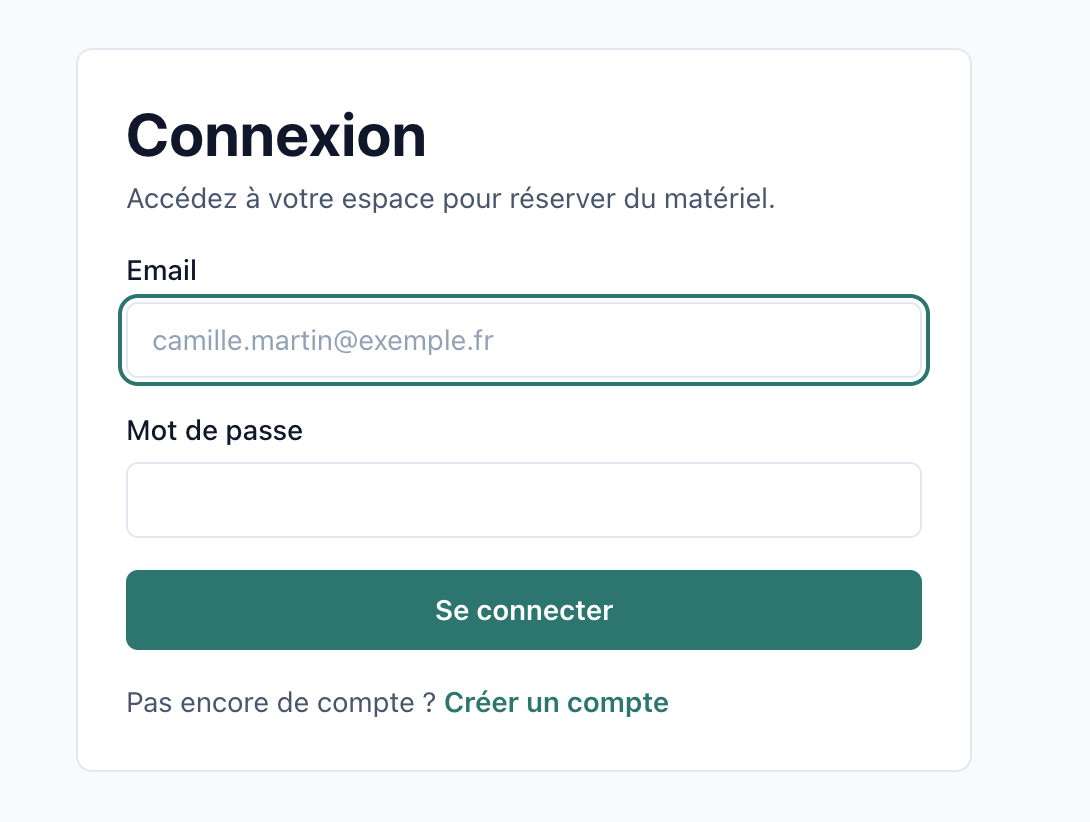 Connexion
Accédez à votre espace pour réserver du matériel.
Email
camille.martin@exemple.fr
Mot de passe
Se connecter
Pas encore de compte ? Créer un compte